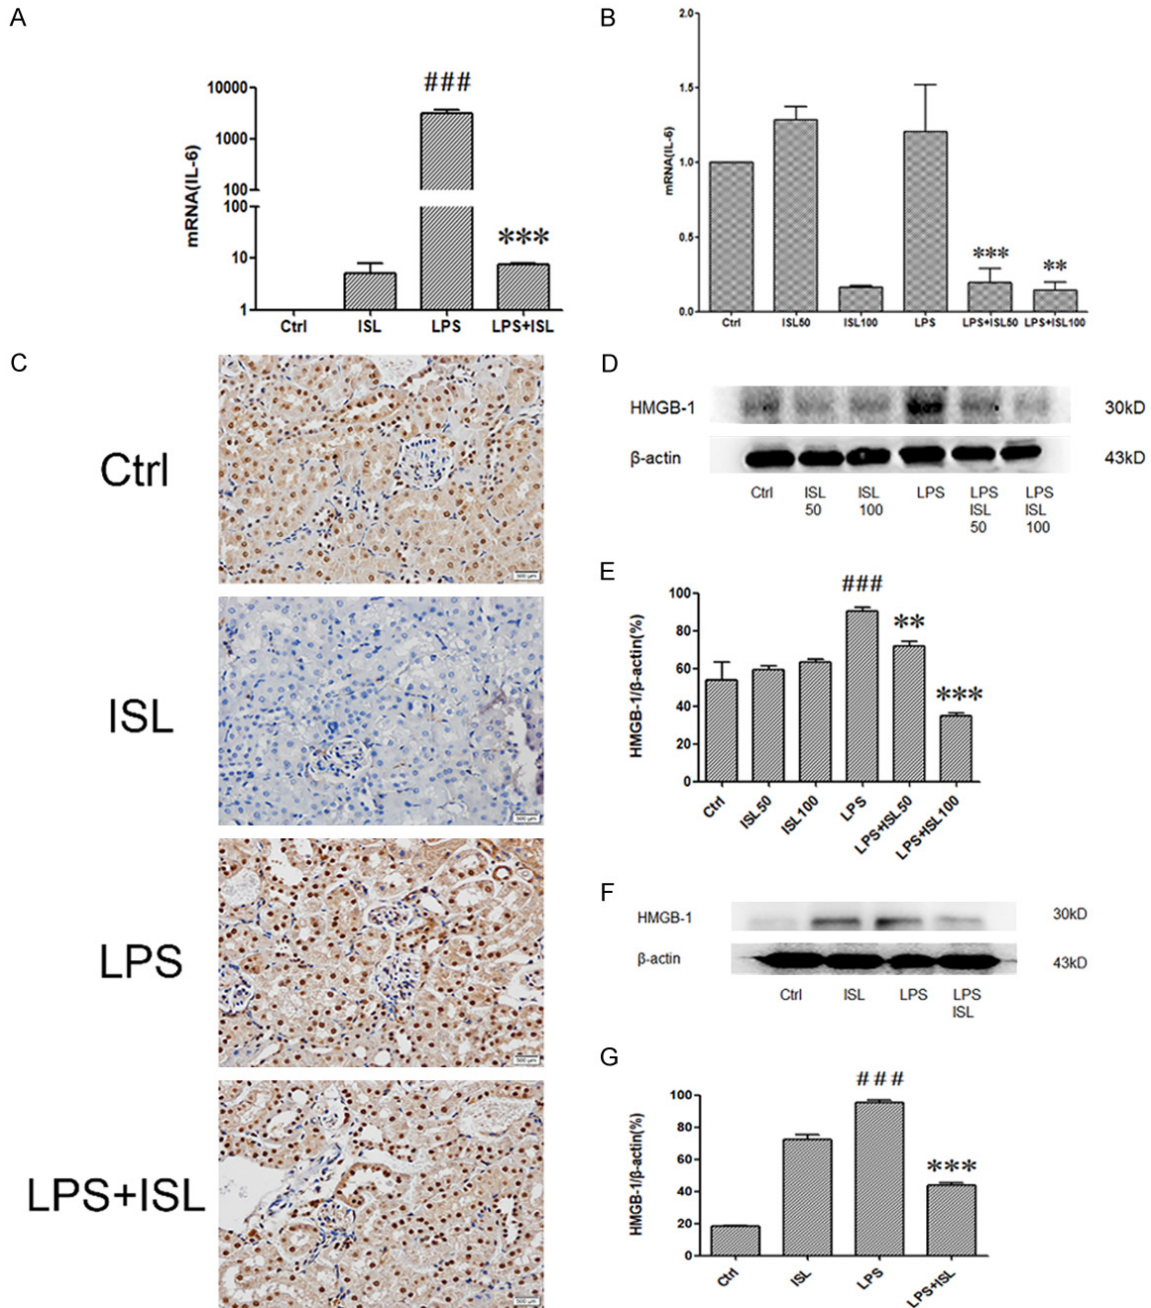 A
mRNA(IL-6)
10000
1000
100
100
10
1
###
***
Ctrl ISL LPS LPS+ISL
B
mRNA(IL-6)
2.0
1.5
1.0
0.5
0.0
***
**
Ctrl ISL50 ISL100 LPS LPS+ISL50 LPS+ISL100
C
Ctrl
ISL
LPS
LPS+ISL
D
HMGB-1 30kD
β-actin 43kD
Ctrl ISL ISL LPS LPS LPS
50 100 ISL ISL
50 100
E
HMGB-1/β-actin(%)
100
80
60
40
20
0
###
**
***
Ctrl ISL50 ISL100 LPS LPS+ISL50 LPS+ISL100
F
HMGB-1 30kD
β-actin 43kD
Ctrl ISL LPS LPS
ISL
G
HMGB-1/β-actin(%)
100
80
60
40
20
0
###
***
Ctrl ISL LPS LPS+ISL